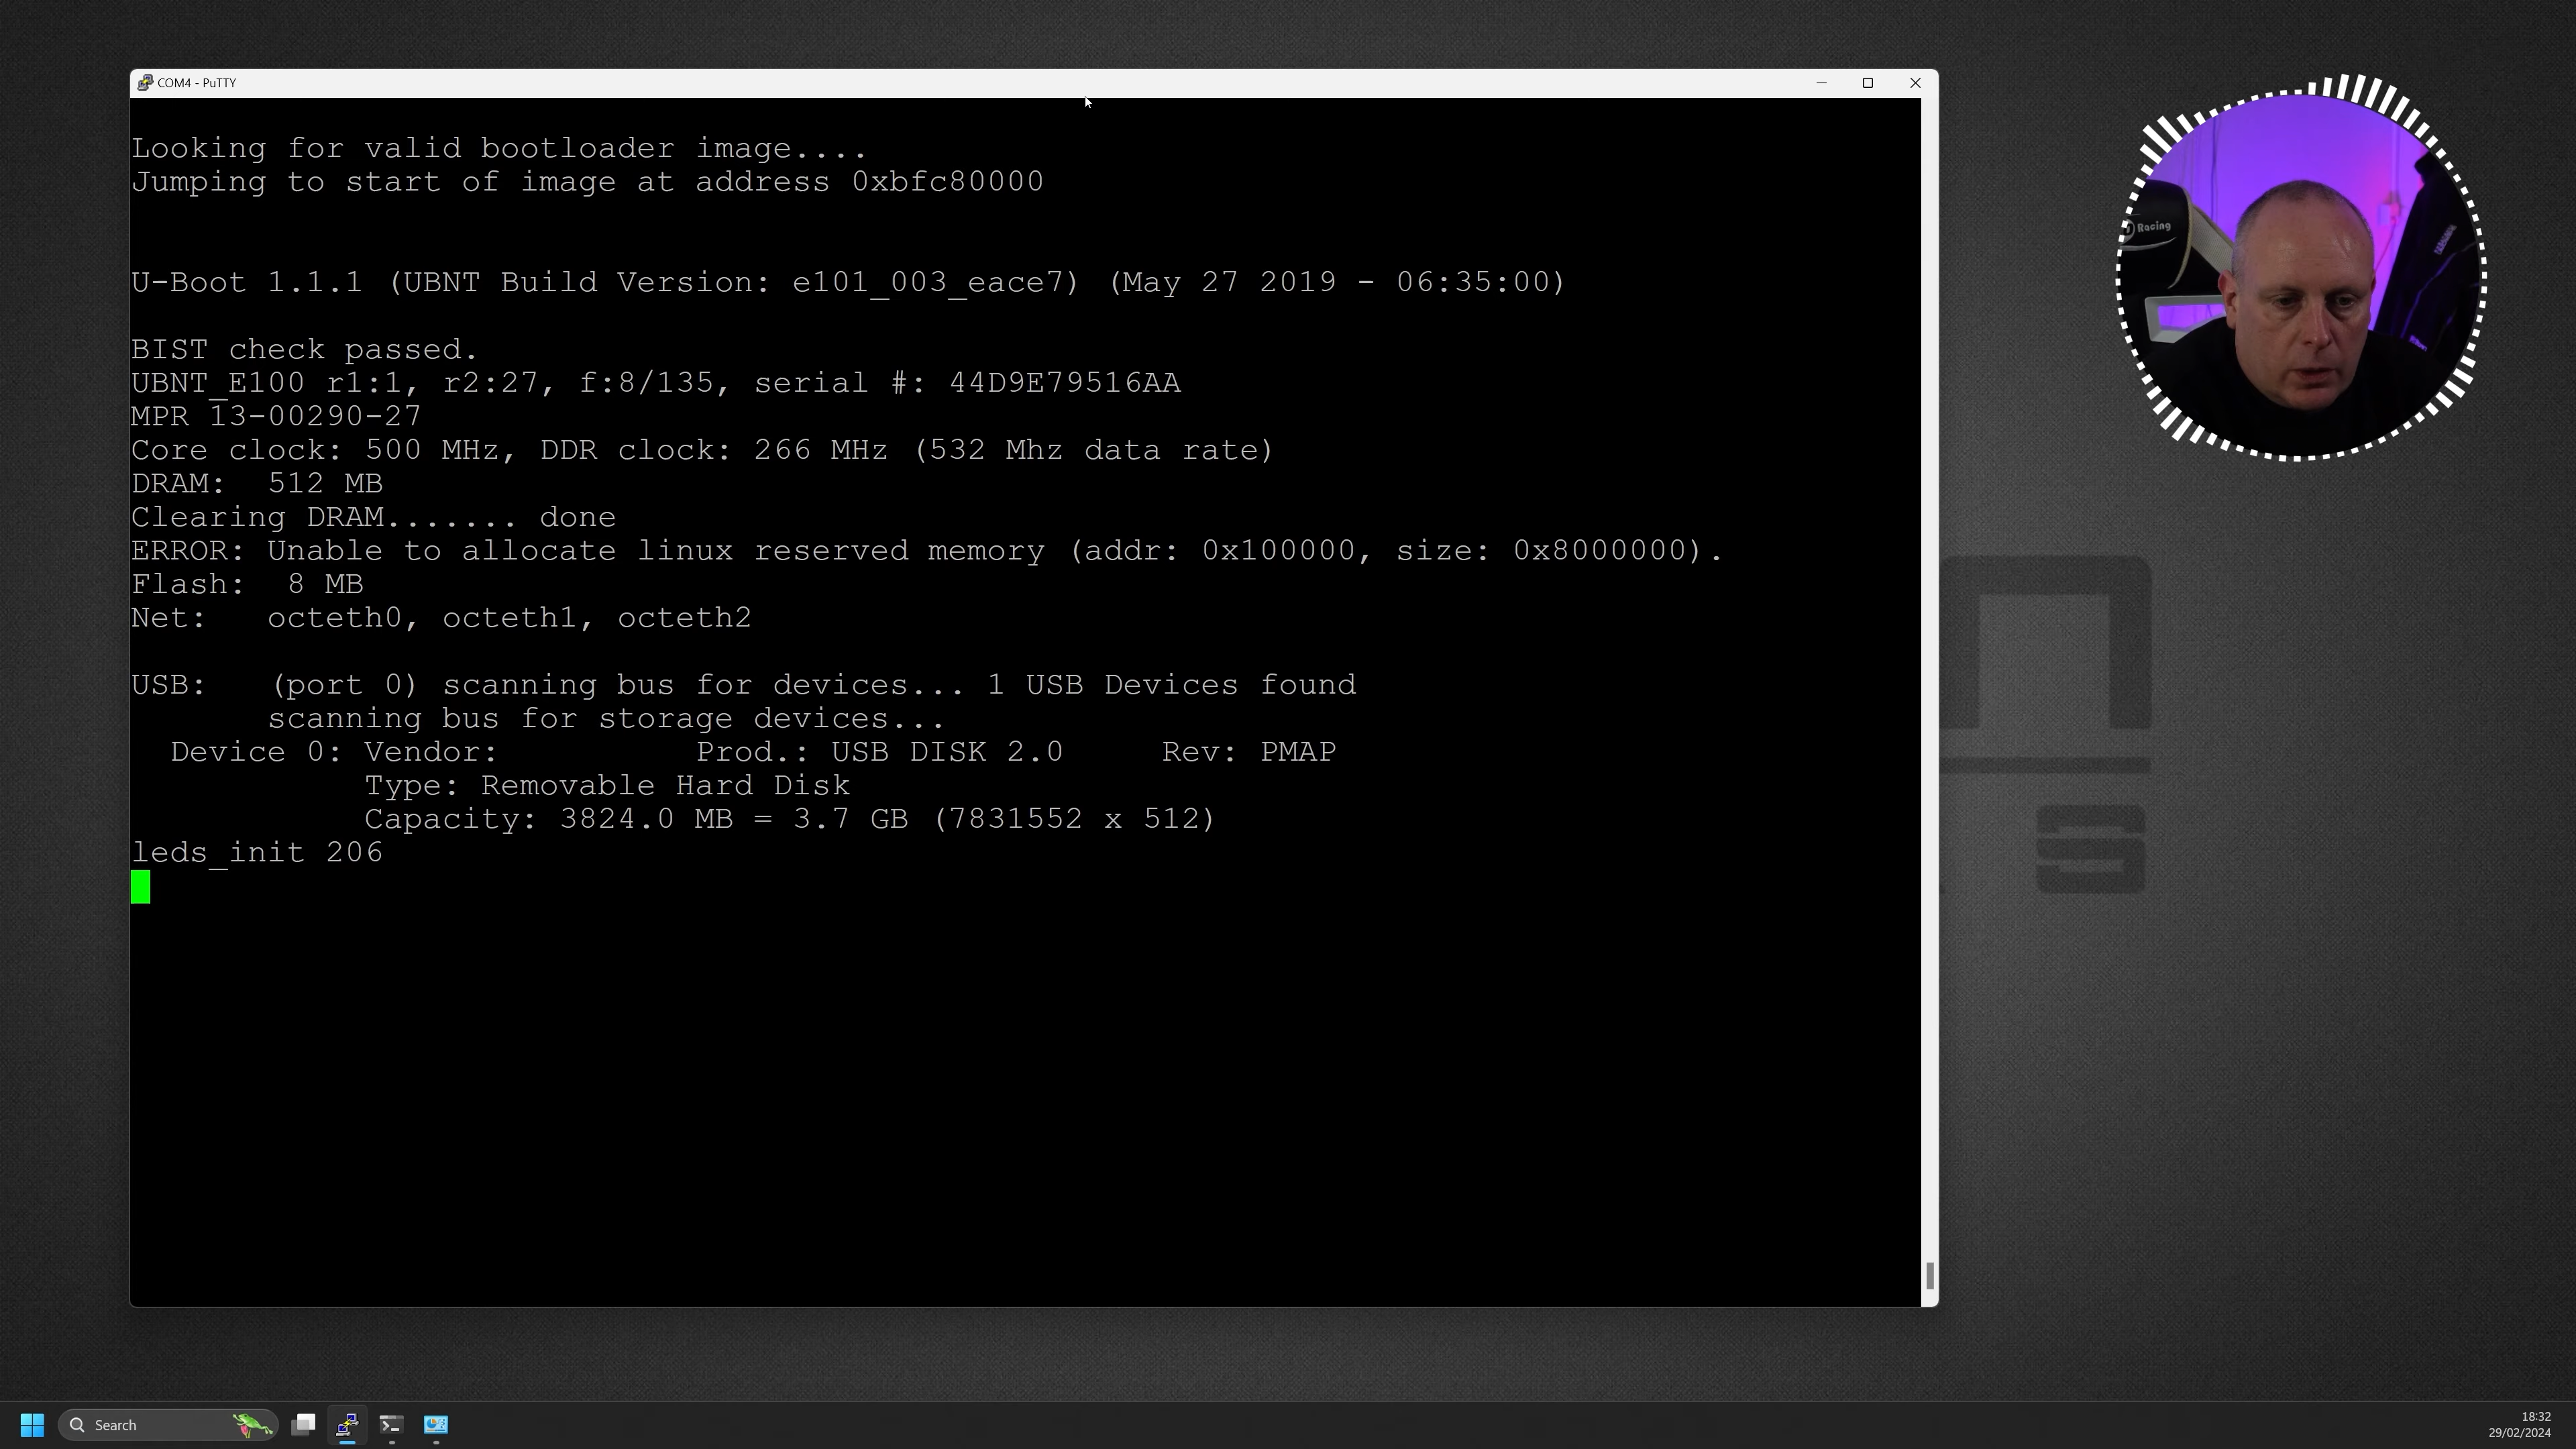 COM4 - PuTTY
Looking for valid bootloader image....
Jumping to start of image at address 0xbfc80000
U-Boot 1.1.1 (UBNT Build Version: e101_003_eace7) (May 27 2019 - 06:35:00)
BIST check passed.
UBNT_E100 r1:1, r2:27, f:8/135, serial #: 44D9E79516AA
MPR 13-00290-27
Core clock: 500 MHz, DDR clock: 266 MHz (532 Mhz data rate)
DRAM:  512 MB
Clearing DRAM....... done
ERROR: Unable to allocate linux reserved memory (addr: 0x100000, size: 0x8000000).
Flash:  8 MB
Net:   octeth0, octeth1, octeth2
USB:   (port 0) scanning bus for devices... 1 USB Devices found
       scanning bus for storage devices...
  Device 0: Vendor:          Prod.: USB DISK 2.0     Rev: PMAP
            Type: Removable Hard Disk
            Capacity: 3824.0 MB = 3.7 GB (7831552 x 512)
leds_init 206
Racing
Search
18:32
29/02/2024